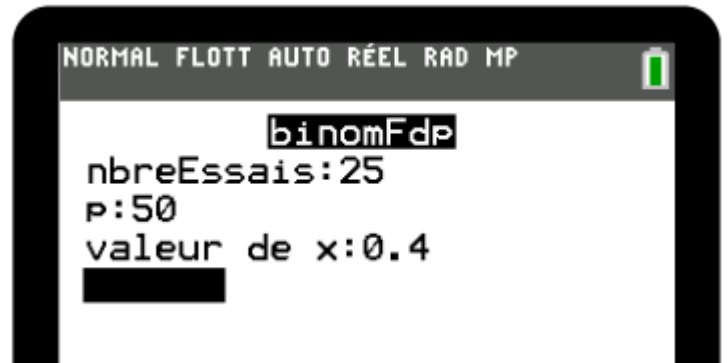 NORMAL FLOTT AUTO RÉEL RAD MP
binomFdp
nbreEssais:25
p:50
valeur de x:0.4